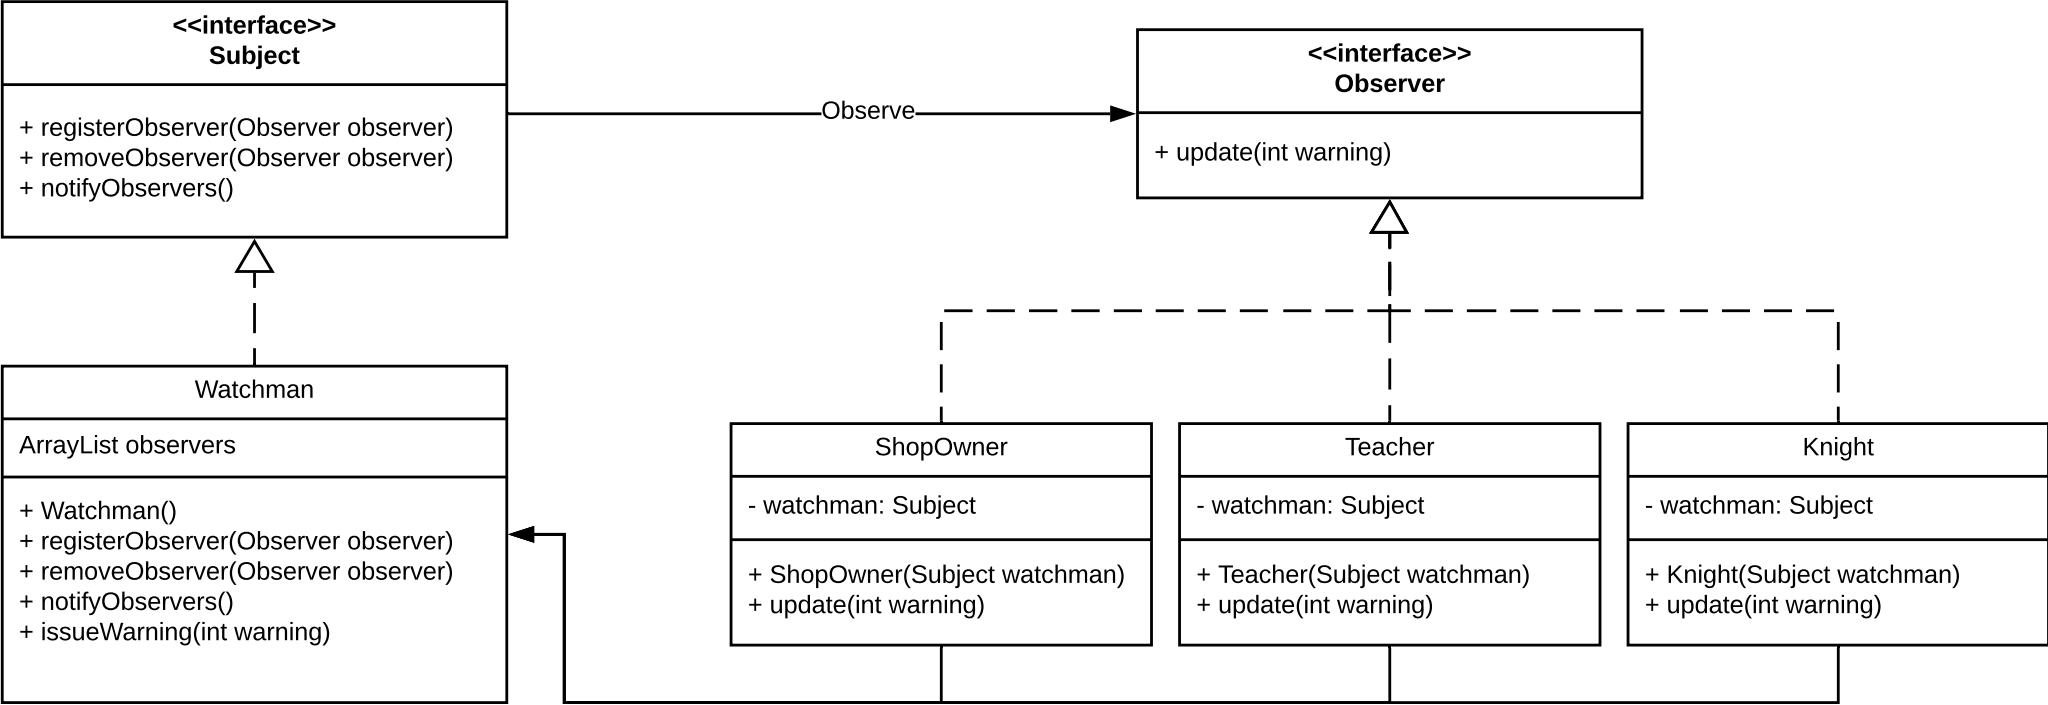 <<interface>>
Subject
+ registerObserver(Observer observer)
+ removeObserver(Observer observer)
+ notifyObservers()
Observe
<<interface>>
Observer
+ update(int warning)
Watchman
ArrayList observers
+ Watchman()
+ registerObserver(Observer observer)
+ removeObserver(Observer observer)
+ notifyObservers()
+ issueWarning(int warning)
ShopOwner
- watchman: Subject
+ ShopOwner(Subject watchman)
+ update(int warning)
Teacher
- watchman: Subject
+ Teacher(Subject watchman)
+ update(int warning)
Knight
- watchman: Subject
+ Knight(Subject watchman)
+ update(int warning)